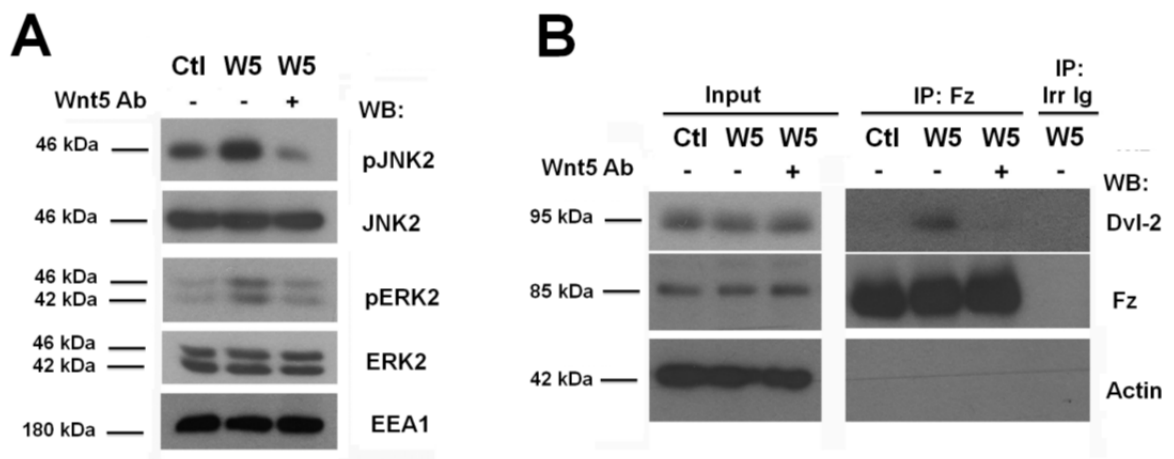 A
Ctl W5 W5
Wnt5 Ab - - + WB:
46 kDa pJNK2
46 kDa JNK2
46 kDa
42 kDa pERK2
46 kDa
42 kDa ERK2
180 kDa EEA1
B
Input IP: Fz IP: Irr Ig
Ctl W5 W5 Ctl W5 W5 W5
Wnt5 Ab - - + - - + - WB:
95 kDa Dvl-2
85 kDa Fz
42 kDa Actin